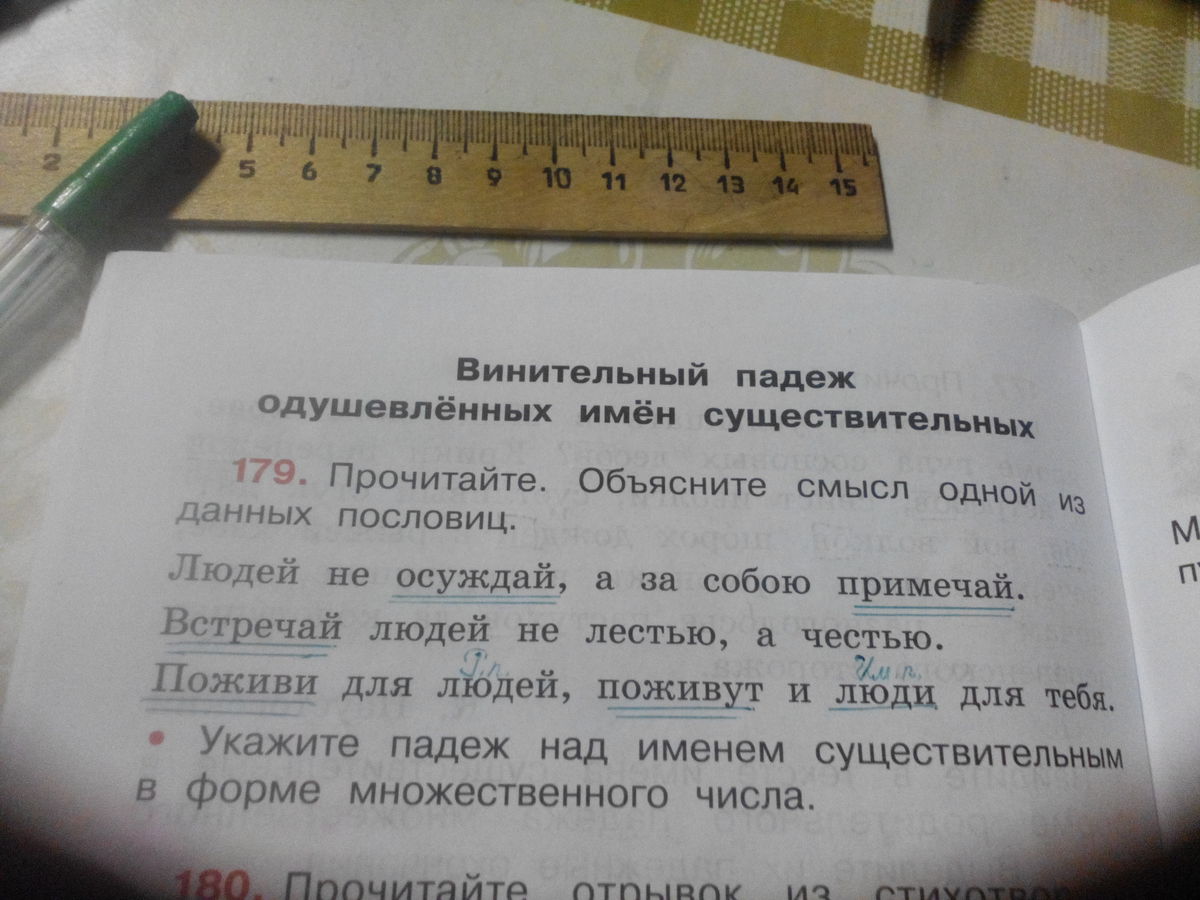 2 5 6 7 8 9 10 11 12 13 14 15
Винительный падеж
одушевлённых имён существительных
179. Прочитайте. Объясните смысл одной из
данных пословиц.
Людей не осуждай, а за собою примечай.
Встречай людей не лестью, а честью.
Р.п. Им.п.
Поживи для людей, поживут и люди для тебя.
• Укажите падеж над именем существительным
в форме множественного числа.
180. Прочитайте отрывок из